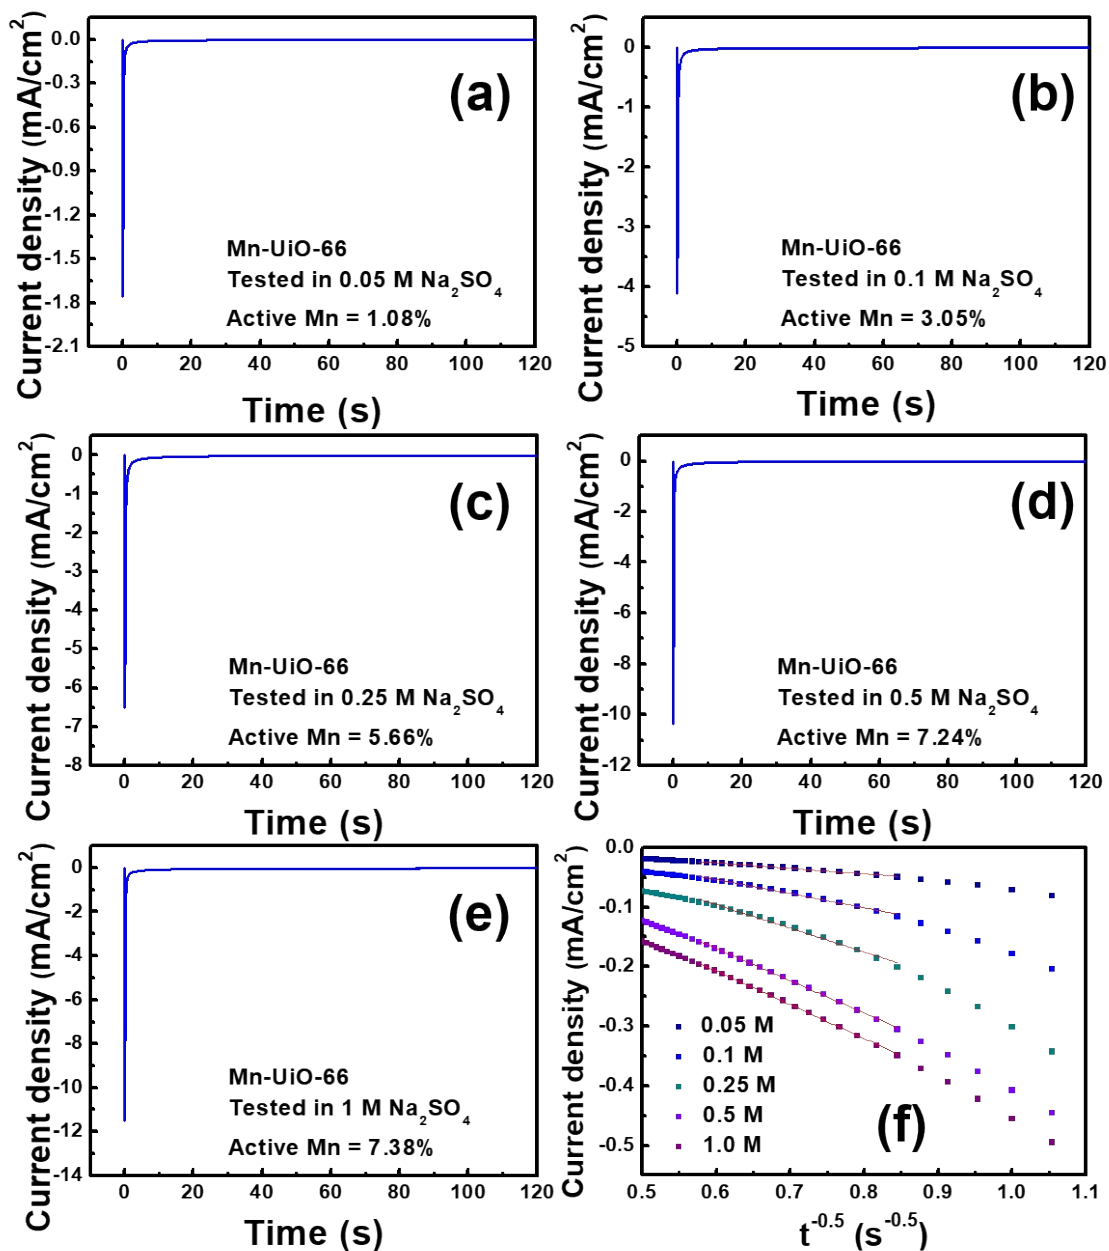 Current density (mA/cm²)
0.0
-0.3
-0.6
-0.9
-1.2
-1.5
-1.8
-2.1
(a)
Mn-UiO-66
Tested in 0.05 M Na₂SO₄
Active Mn = 1.08%
0 20 40 60 80 100 120
Time (s)
Current density (mA/cm²)
0
-1
-2
-3
-4
-5
(b)
Mn-UiO-66
Tested in 0.1 M Na₂SO₄
Active Mn = 3.05%
0 20 40 60 80 100 120
Time (s)
Current density (mA/cm²)
0
-1
-2
-3
-4
-5
-6
-7
-8
(c)
Mn-UiO-66
Tested in 0.25 M Na₂SO₄
Active Mn = 5.66%
0 20 40 60 80 100 120
Time (s)
Current density (mA/cm²)
0
-2
-4
-6
-8
-10
-12
(d)
Mn-UiO-66
Tested in 0.5 M Na₂SO₄
Active Mn = 7.24%
0 20 40 60 80 100 120
Time (s)
Current density (mA/cm²)
0
-2
-4
-6
-8
-10
-12
-14
(e)
Mn-UiO-66
Tested in 1 M Na₂SO₄
Active Mn = 7.38%
0 20 40 60 80 100 120
Time (s)
Current density (mA/cm²)
0.0
-0.1
-0.2
-0.3
-0.4
-0.5
0.05 M
0.1 M
0.25 M
0.5 M
1.0 M
(f)
0.5 0.6 0.7 0.8 0.9 1.0 1.1
t⁻⁰·⁵ (s⁻⁰·⁵)